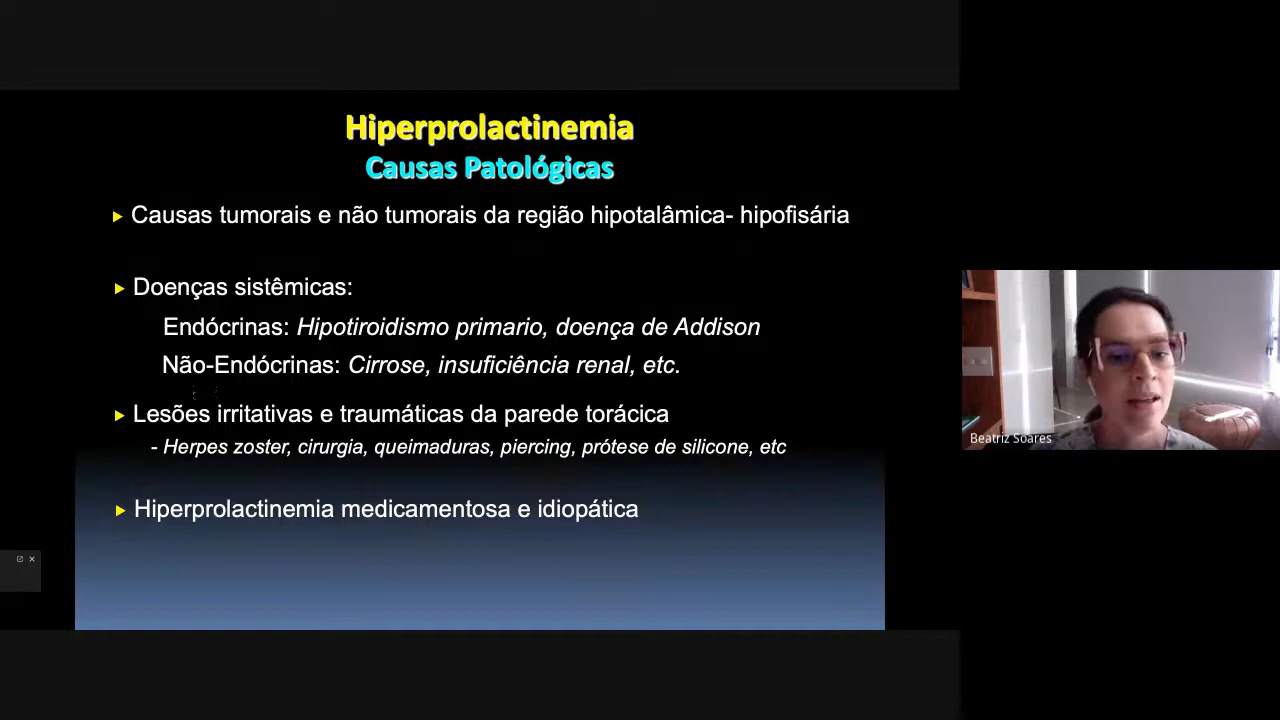 Hiperprolactinemia
Causas Patológicas
Causas tumorais e não tumorais da região hipotalâmica- hipofisária
Doenças sistêmicas:
Endócrinas: Hipotiroidismo primario, doença de Addison
Não-Endócrinas: Cirrose, insuficiência renal, etc.
Lesões irritativas e traumáticas da parede torácica
- Herpes zoster, cirurgia, queimaduras, piercing, prótese de silicone, etc
Hiperprolactinemia medicamentosa e idiopática
Beatriz Soares